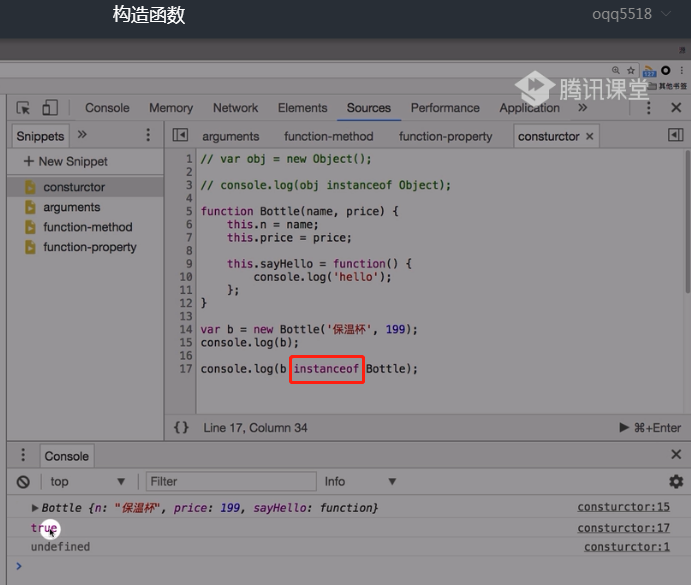 构造函数
oqq5518
腾讯课堂
122
其他书签
Console Memory Network Elements Sources Performance Application »
Snippets » arguments function-method function-property consturctor ×
+ New Snippet
consturctor
arguments
function-method
function-property
1 // var obj = new Object();
2
3 // console.log(obj instanceof Object);
4
5 function Bottle(name, price) {
6 this.n = name;
7 this.price = price;
8
9 this.sayHello = function() {
10 console.log('hello');
11 };
12 }
13
14 var b = new Bottle('保温杯', 199);
15 console.log(b);
16
17 console.log(b instanceof Bottle);
{} Line 17, Column 34 ▶ ⌘+Enter
Console ×
top ▼ Filter Info ▼
▶ Bottle {n: "保温杯", price: 199, sayHello: function} consturctor:15
true consturctor:17
undefined consturctor:1
>